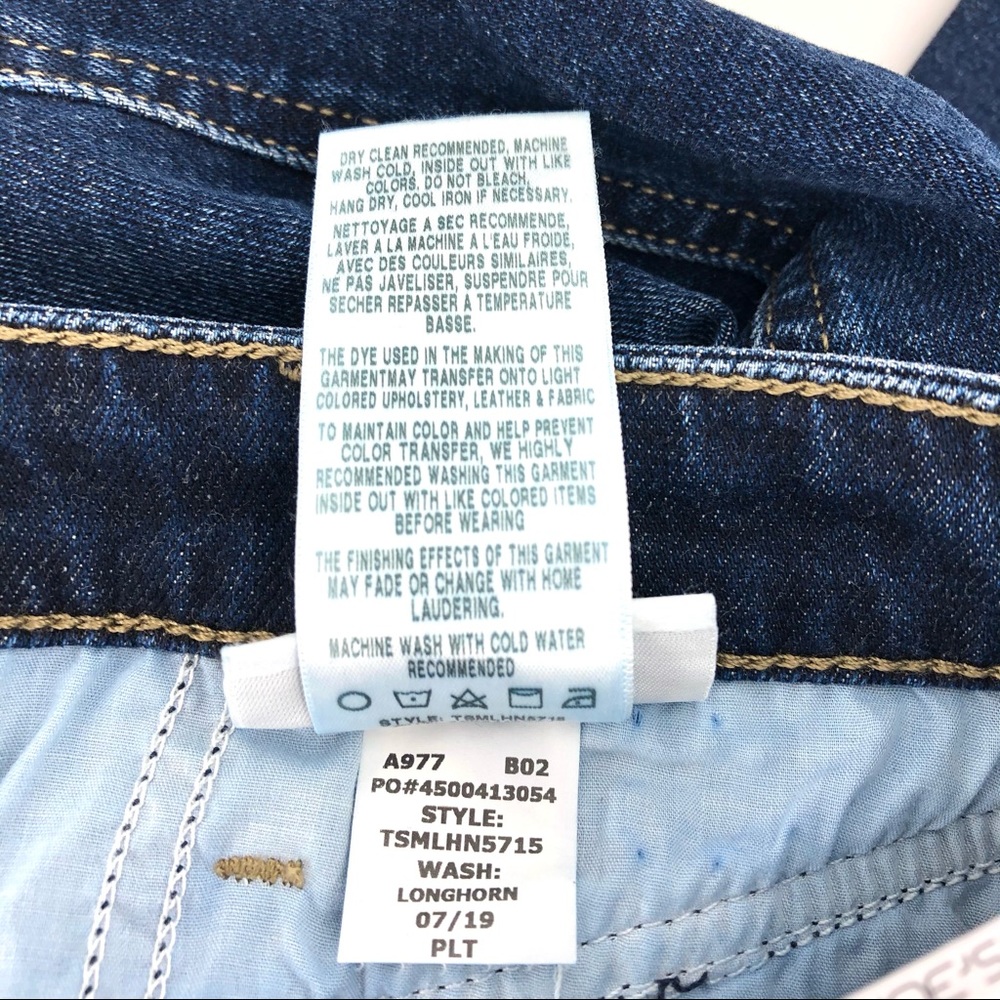 DRY CLEAN RECOMMENDED, MACHINE
WASH COLD, INSIDE OUT WITH LIKE
COLORS. DO NOT BLEACH,
HANG DRY, COOL IRON IF NECESSARY.
NETTOYAGE A SEC RECOMMENDE,
LAVER A LA MACHINE A L'EAU FROIDE,
AVEC DES COULEURS SIMILAIRES,
NE PAS JAVELISER, SUSPENDRE POUR
SECHER REPASSER A TEMPERATURE
BASSE.
THE DYE USED IN THE MAKING OF THIS
GARMENTMAY TRANSFER ONTO LIGHT
COLORED UPHOLSTERY, LEATHER & FABRIC
TO MAINTAIN COLOR AND HELP PREVENT
COLOR TRANSFER, WE HIGHLY
RECOMMENDED WASHING THIS GARMENT
INSIDE OUT WITH LIKE COLORED ITEMS
BEFORE WEARING
THE FINISHING EFFECTS OF THIS GARMENT
MAY FADE OR CHANGE WITH HOME
LAUDERING.
MACHINE WASH WITH COLD WATER
RECOMMENDED
STYLE: TSMLHN5715
A977 B02
PO#4500413054
STYLE:
TSMLHN5715
WASH:
LONGHORN
07/19
PLT